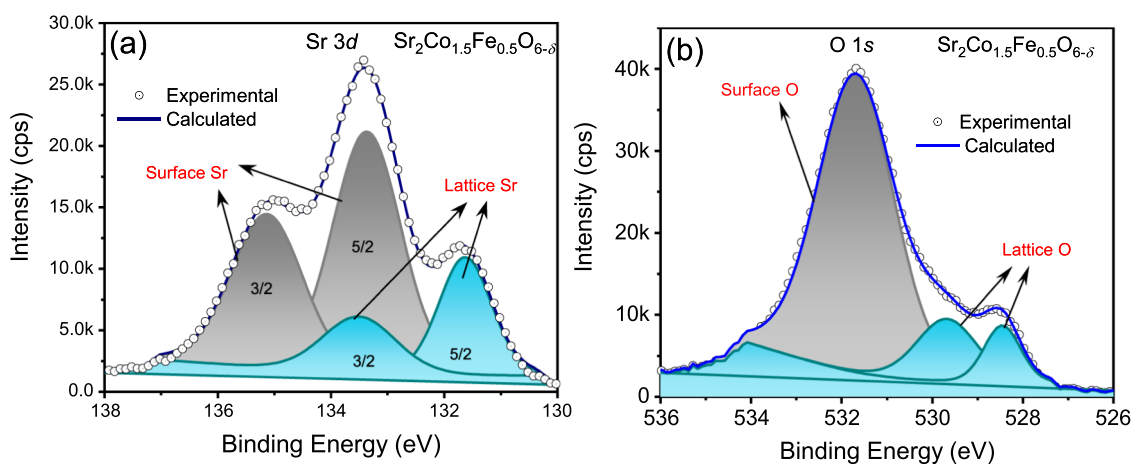 (a)
Sr 3d
Sr2Co1.5Fe0.5O6-δ
Experimental
Calculated
Surface Sr
Lattice Sr
3/2
5/2
3/2
5/2
30.0k
25.0k
20.0k
15.0k
10.0k
5.0k
0.0
Intensity (cps)
138
136
134
132
130
Binding Energy (eV)
(b)
O 1s
Sr2Co1.5Fe0.5O6-δ
Surface O
Experimental
Calculated
Lattice O
40k
30k
20k
10k
0
Intensity (cps)
536
534
532
530
528
526
Binding Energy (eV)